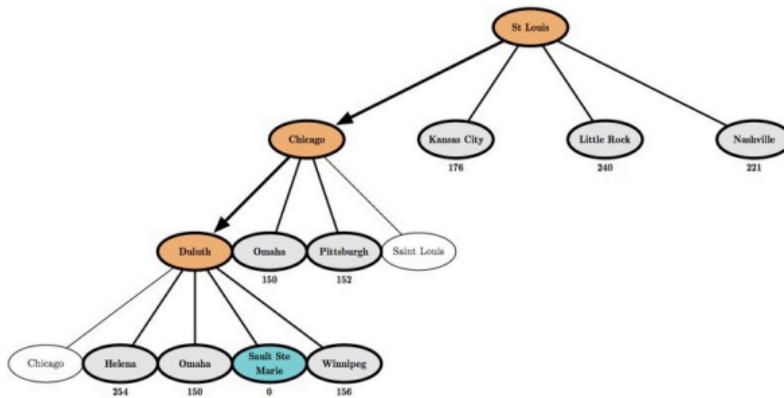 St Louis
Chicago
Kansas City
Little Rock
Nashville
176
240
221
Duluth
Omaha
Pittsburgh
Saint Louis
150
152
Chicago
Helena
Omaha
Sault Ste
Marie
Winnipeg
254
150
0
156